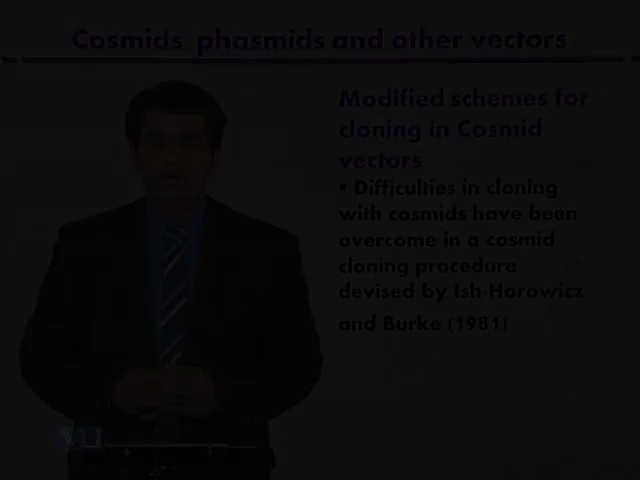 Cosmids, phasmids and other vectors
Modified schemes for
cloning in Cosmid
vectors
• Difficulties in cloning
with cosmids have been
overcome in a cosmid
cloning procedure
devised by Ish-Horowicz
and Burke (1981)
VU